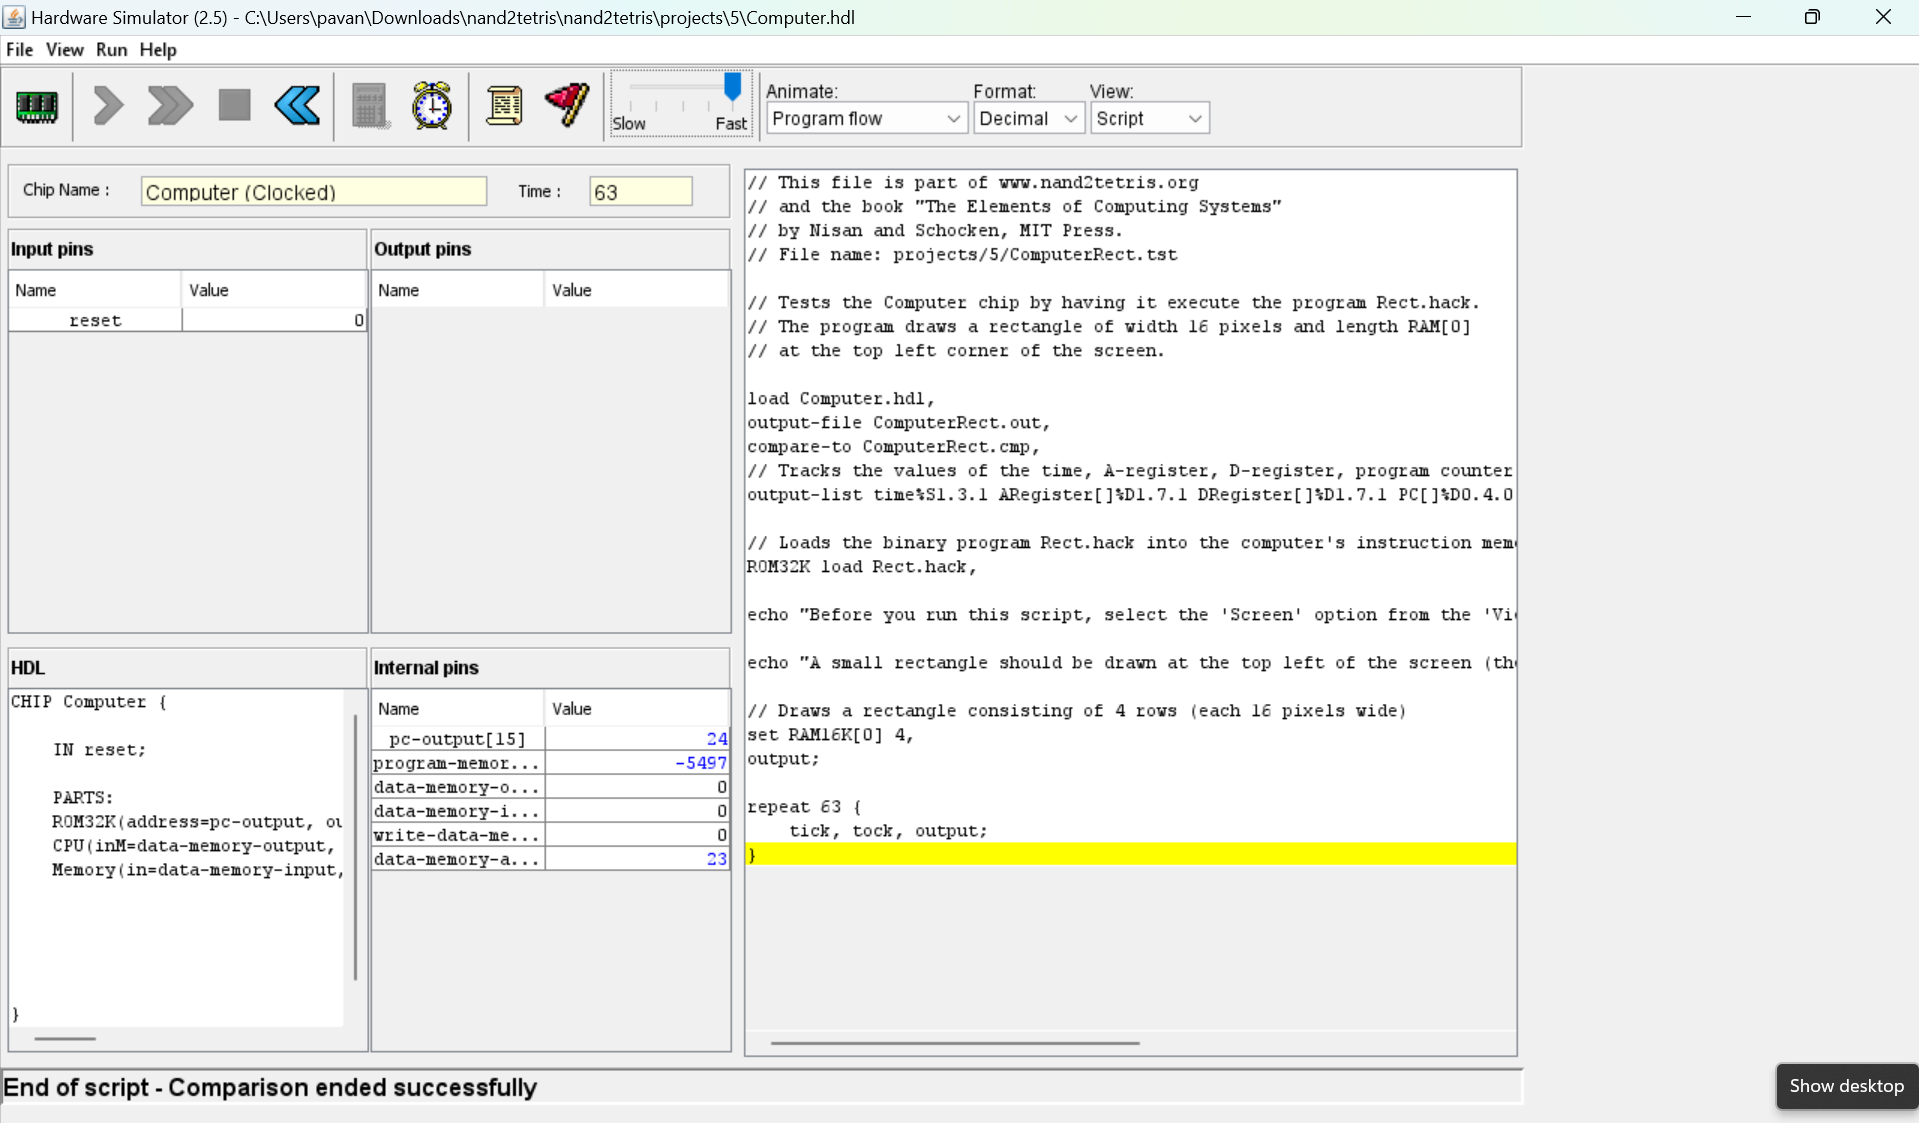 Hardware Simulator (2.5) - C:\Users\pavan\Downloads\nand2tetris\nand2tetris\projects\5\Computer.hdl
File View Run Help
Slow Fast
Animate: Format: View:
Program flow Decimal Script
Chip Name : Computer (Clocked) Time : 63
Input pins
Name Value
reset 0
Output pins
Name Value
HDL
CHIP Computer {
IN reset;
PARTS:
ROM32K(address=pc-output, ou
CPU(inM=data-memory-output,
Memory(in=data-memory-input,
}
Internal pins
Name Value
pc-output[15] 24
program-memor... -5497
data-memory-o... 0
data-memory-i... 0
write-data-me... 0
data-memory-a... 23
// This file is part of www.nand2tetris.org
// and the book "The Elements of Computing Systems"
// by Nisan and Schocken, MIT Press.
// File name: projects/5/ComputerRect.tst
// Tests the Computer chip by having it execute the program Rect.hack.
// The program draws a rectangle of width 16 pixels and length RAM[0]
// at the top left corner of the screen.
load Computer.hdl,
output-file ComputerRect.out,
compare-to ComputerRect.cmp,
// Tracks the values of the time, A-register, D-register, program counter
output-list time%S1.3.1 ARegister[]%D1.7.1 DRegister[]%D1.7.1 PC[]%D0.4.0
// Loads the binary program Rect.hack into the computer's instruction mem
ROM32K load Rect.hack,
echo "Before you run this script, select the 'Screen' option from the 'Vi
echo "A small rectangle should be drawn at the top left of the screen (th
// Draws a rectangle consisting of 4 rows (each 16 pixels wide)
set RAM16K[0] 4,
output;
repeat 63 {
tick, tock, output;
}
End of script - Comparison ended successfully
Show desktop